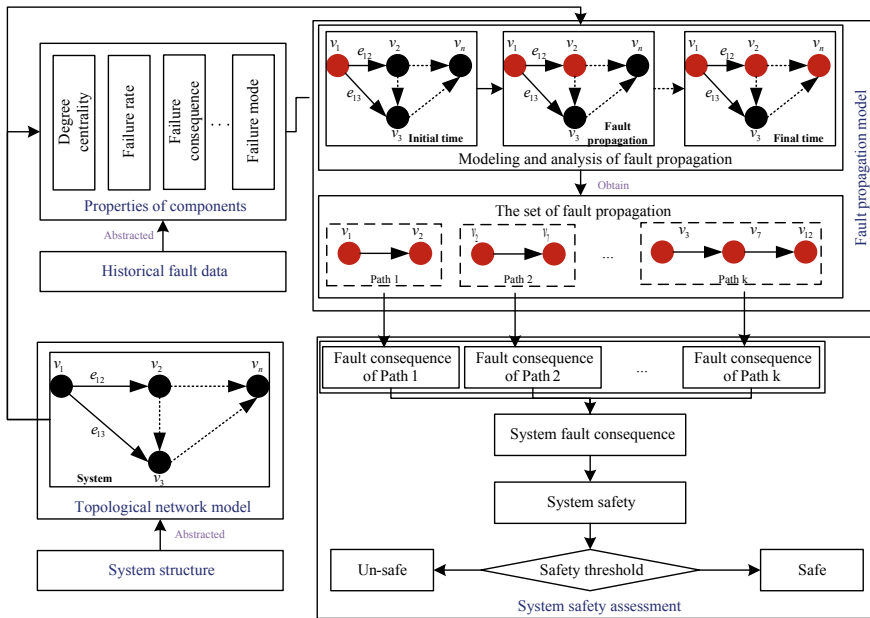 Degree
centrality
Failure rate
Failure
consequence
...
Failure mode
Properties of components
Abstracted
Historical fault data
v1
e12
v2
vn
e13
v3
System
Topological network model
Abstracted
System structure
v1
e12
v2
vn
e13
v3
Initial time
v1
e12
v2
vn
e13
v3
Fault
propagation
v1
e12
v2
vn
e13
v3
Final time
Modeling and analysis of fault propagation
Obtain
The set of fault propagation
v1
v2
Path 1
v2
Path 2
...
v3
v7
v12
Path k
Fault propagation model
Fault consequence
of Path 1
Fault consequence
of Path 2
...
Fault consequence
of Path k
System fault consequence
System safety
Un-safe
Safety threshold
Safe
System safety assessment